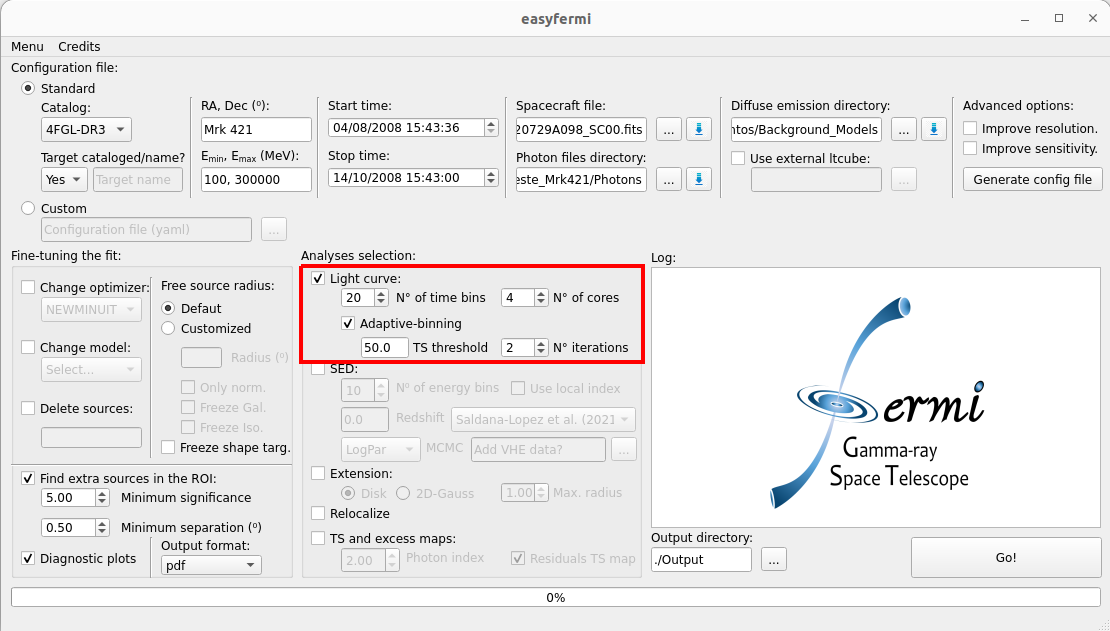 easyfermi
Menu Credits
Configuration file:
Standard
Catalog:
4FGL-DR3
Target cataloged/name?
Yes Target name
RA, Dec (⁰):
Mrk 421
Emin, Emax (MeV):
100, 300000
Start time:
04/08/2008 15:43:36
Stop time:
14/10/2008 15:43:00
Spacecraft file:
20729A098_SC00.fits ...
Photon files directory:
este_Mrk421/Photons ...
Diffuse emission directory:
ntos/Background_Models ...
Use external ltcube:
...
Advanced options:
Improve resolution.
Improve sensitivity.
Generate config file
Custom
Configuration file (yaml) ...
Fine-tuning the fit:
Change optimizer:
NEWMINUIT
Change model:
Select...
Delete sources:
Free source radius:
Defaut
Customized
Radius (⁰)
Only norm.
Freeze Gal.
Freeze Iso.
Freeze shape targ.
Find extra sources in the ROI:
5.00 Minimum significance
0.50 Minimum separation (⁰)
Diagnostic plots
Output format:
pdf
Analyses selection:
Light curve:
20 N° of time bins 4 N° of cores
Adaptive-binning
50.0 TS threshold 2 N° iterations
SED:
10 Nº of energy bins Use local index
0.0 Redshift Saldana-Lopez et al. (2021
LogPar MCMC Add VHE data? ...
Extension:
Disk 2D-Gauss 1.00 Max. radius
Relocalize
TS and excess maps:
2.00 Photon index Residuals TS map
Log:
Fermi
Gamma-ray
Space Telescope
Output directory:
./Output ...
Go!
0%